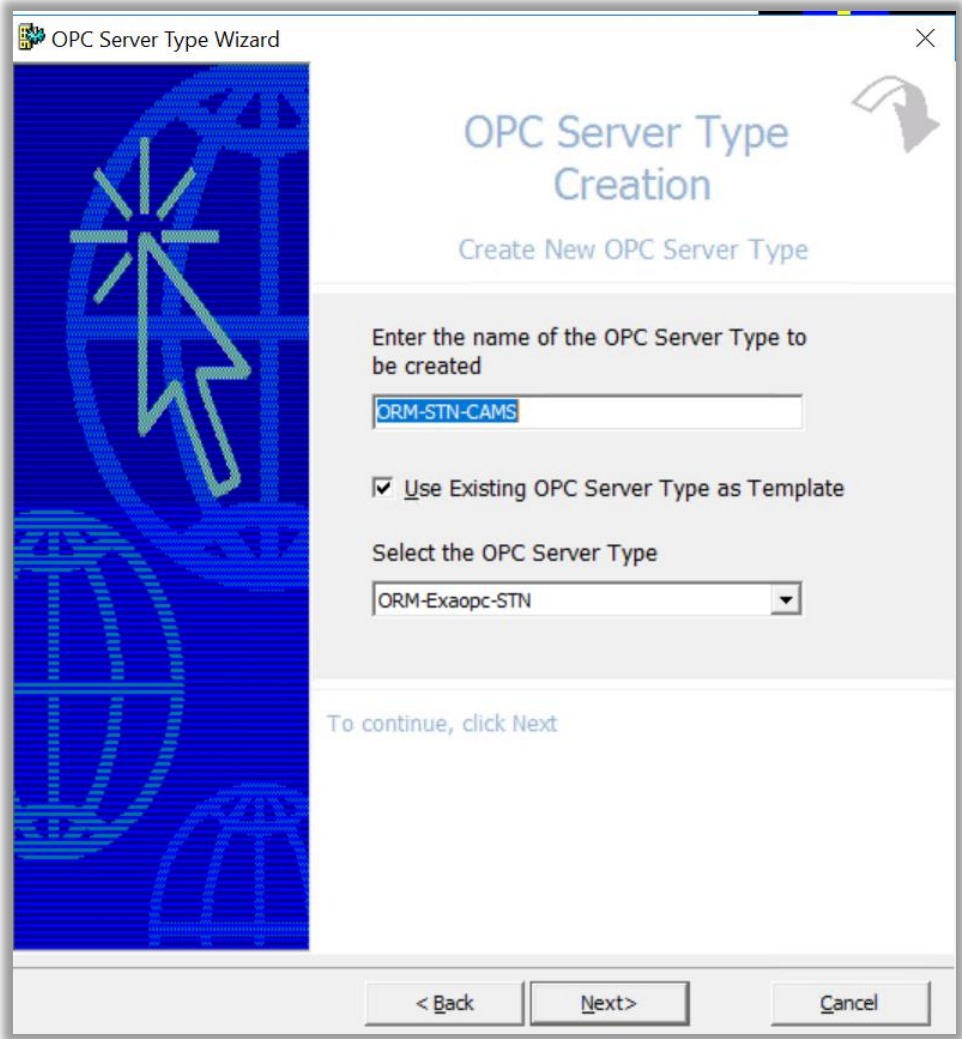 OPC Server Type Wizard
OPC Server Type
Creation
Create New OPC Server Type
Enter the name of the OPC Server Type to
be created
ORM-STN-CAMS
Use Existing OPC Server Type as Template
Select the OPC Server Type
ORM-Exaopc-STN
To continue, click Next
< Back
Next>
Cancel